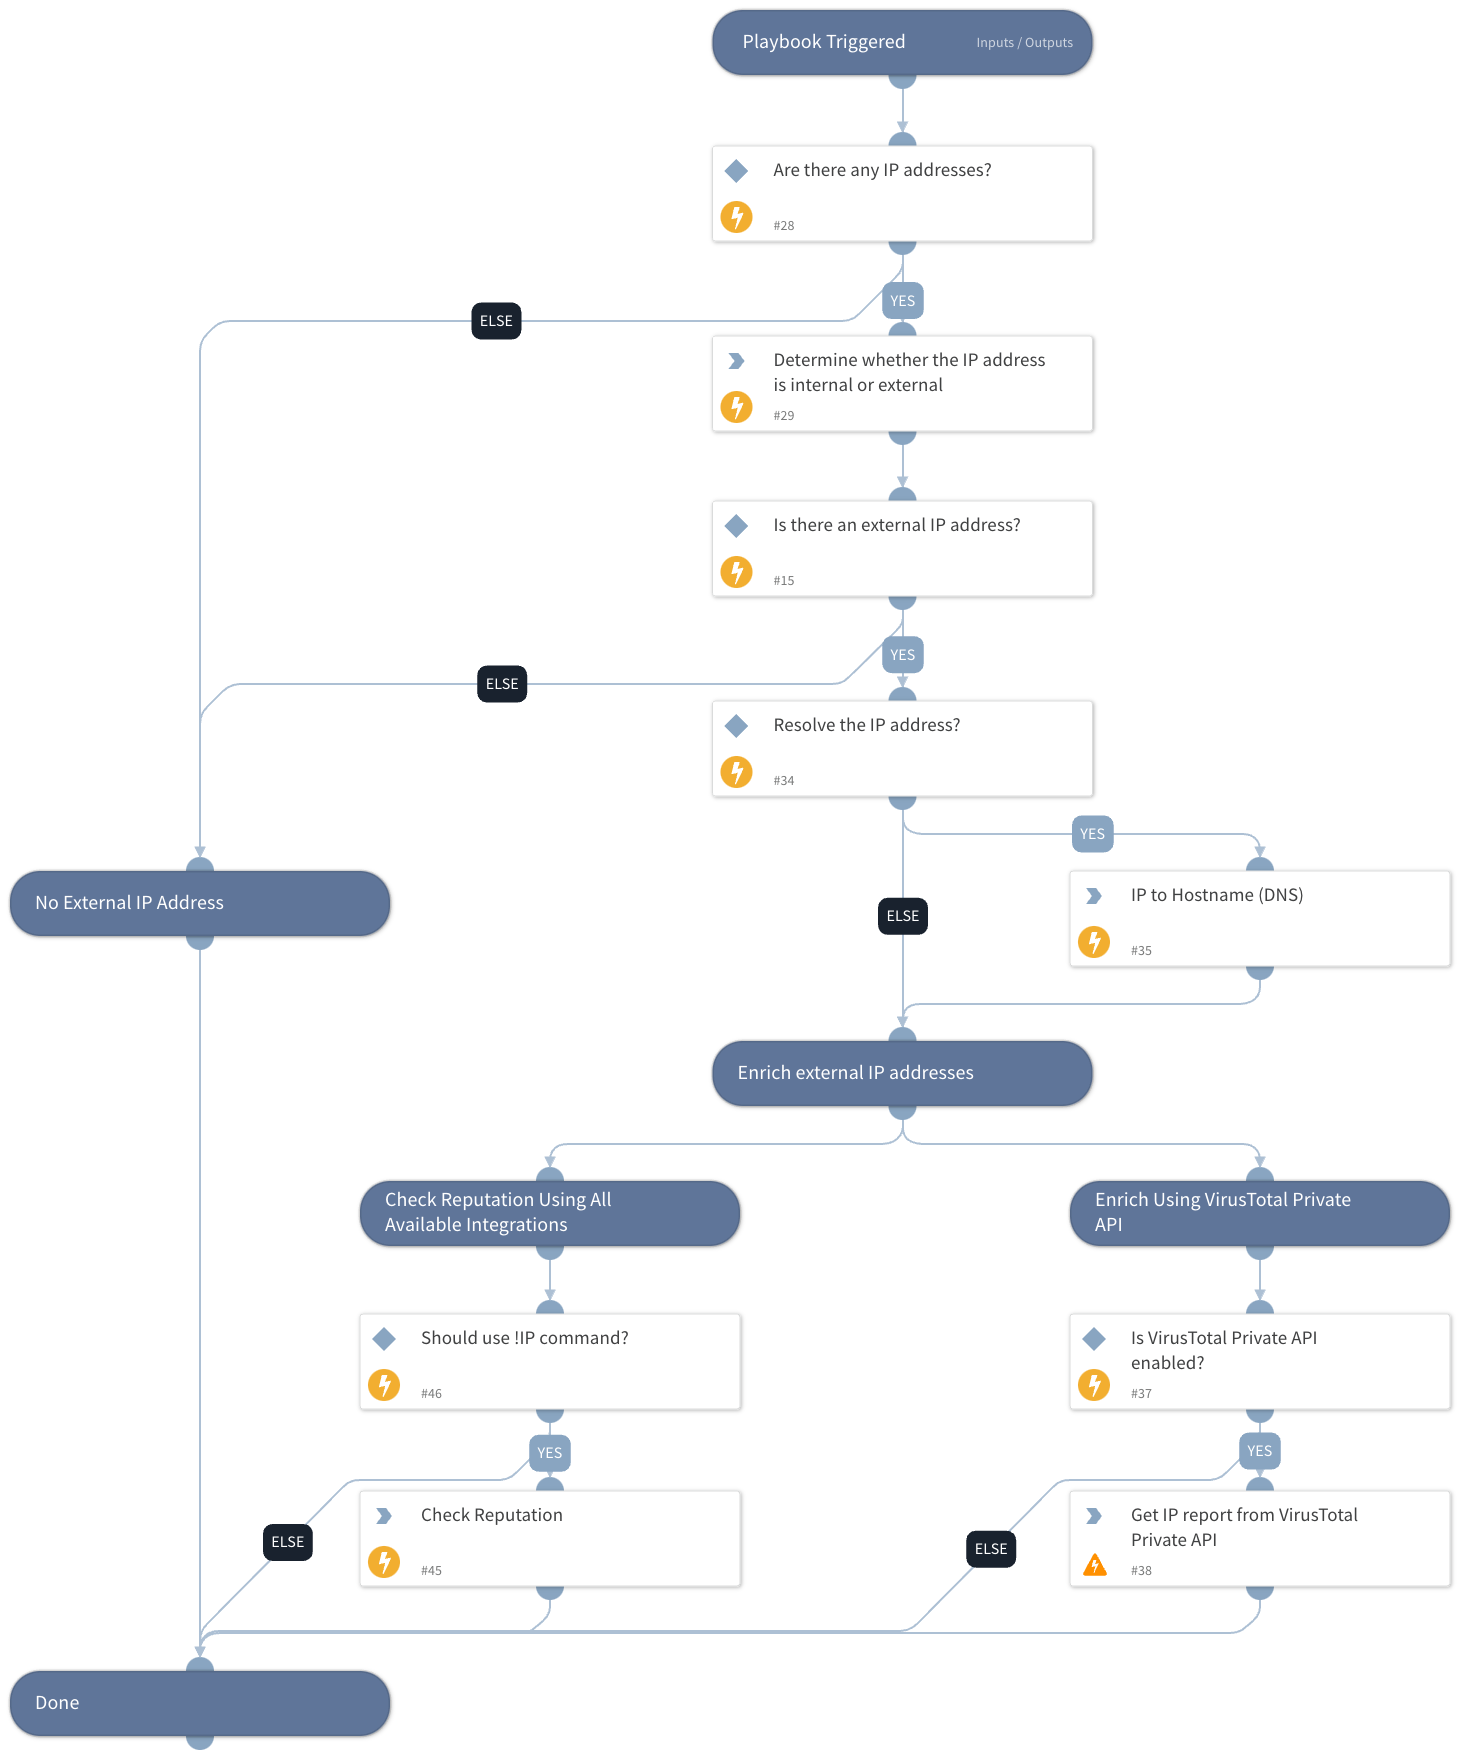 Playbook Triggered
Inputs / Outputs
Are there any IP addresses?
#28
YES
ELSE
Determine whether the IP address
is internal or external
#29
Is there an external IP address?
#15
YES
ELSE
Resolve the IP address?
#34
YES
IP to Hostname (DNS)
#35
No External IP Address
ELSE
Enrich external IP addresses
Check Reputation Using All
Available Integrations
Enrich Using VirusTotal Private
API
Should use !IP command?
#46
Is VirusTotal Private API
enabled?
#37
YES
YES
Check Reputation
#45
Get IP report from VirusTotal
Private API
#38
ELSE
ELSE
Done